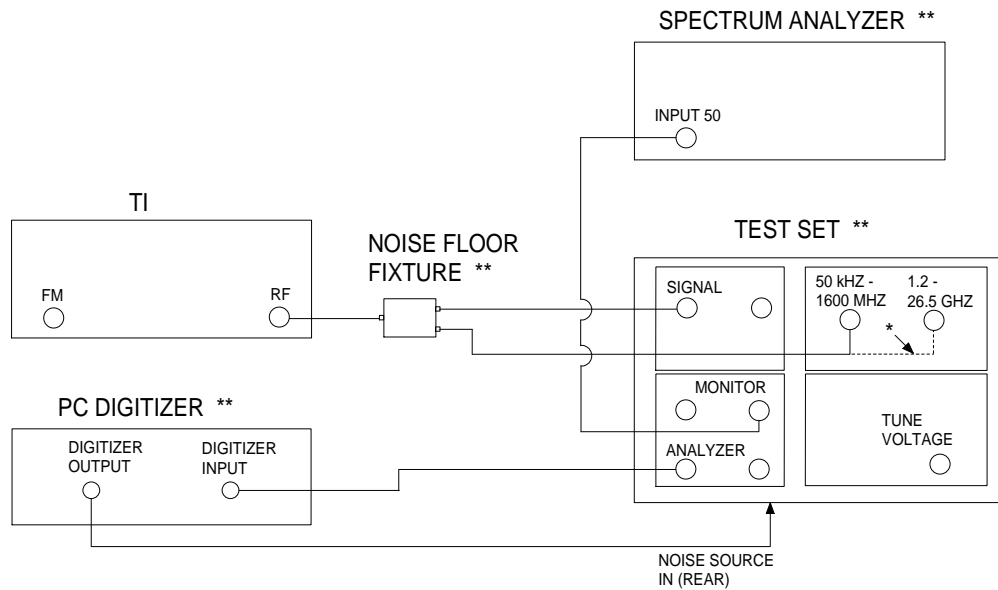 SPECTRUM ANALYZER **
INPUT 50
TI
FM
RF
NOISE FLOOR
FIXTURE **
TEST SET **
SIGNAL
50 kHZ -
1600 MHZ
1.2 -
26.5 GHZ
*
MONITOR
ANALYZER
TUNE
VOLTAGE
PC DIGITIZER **
DIGITIZER
OUTPUT
DIGITIZER
INPUT
NOISE SOURCE
IN (REAR)